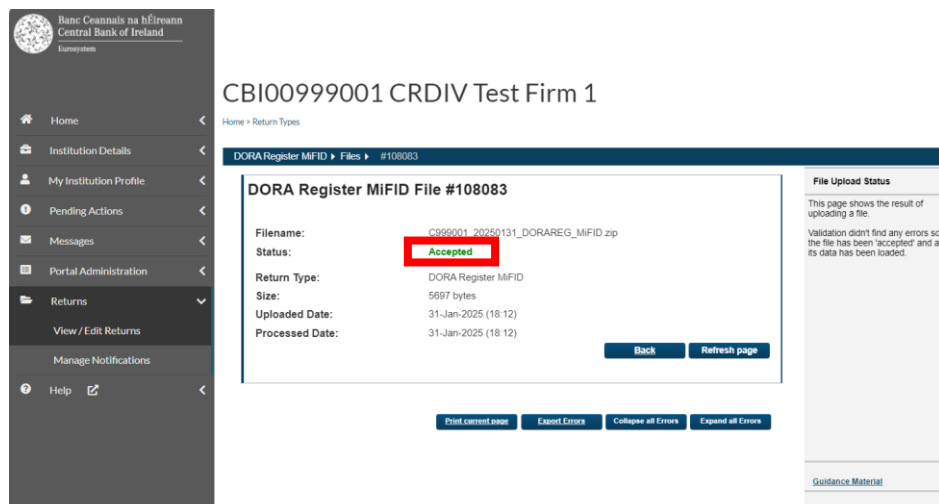 Banc Ceannais na hÉireann
Central Bank of Ireland
Eurosystem
Home
Institution Details
My Institution Profile
Pending Actions
Messages
Portal Administration
Returns
View / Edit Returns
Manage Notifications
Help
CBI00999001 CRDIV Test Firm 1
Home > Return Types
DORA Register MiFID Files #108083
DORA Register MiFID File #108083
Filename: C999001_20250131_DORAREG_MiFID.zip
Status: Accepted
Return Type: DORA Register MiFID
Size: 5697 bytes
Uploaded Date: 31-Jan-2025 (18:12)
Processed Date: 31-Jan-2025 (18:12)
Back Refresh page
Print current page Export Errors Collapse all Errors Expand all Errors
File Upload Status
This page shows the result of
uploading a file.
Validation didn't find any errors so
the file has been 'accepted' and a
its data has been loaded.
Guidance Material